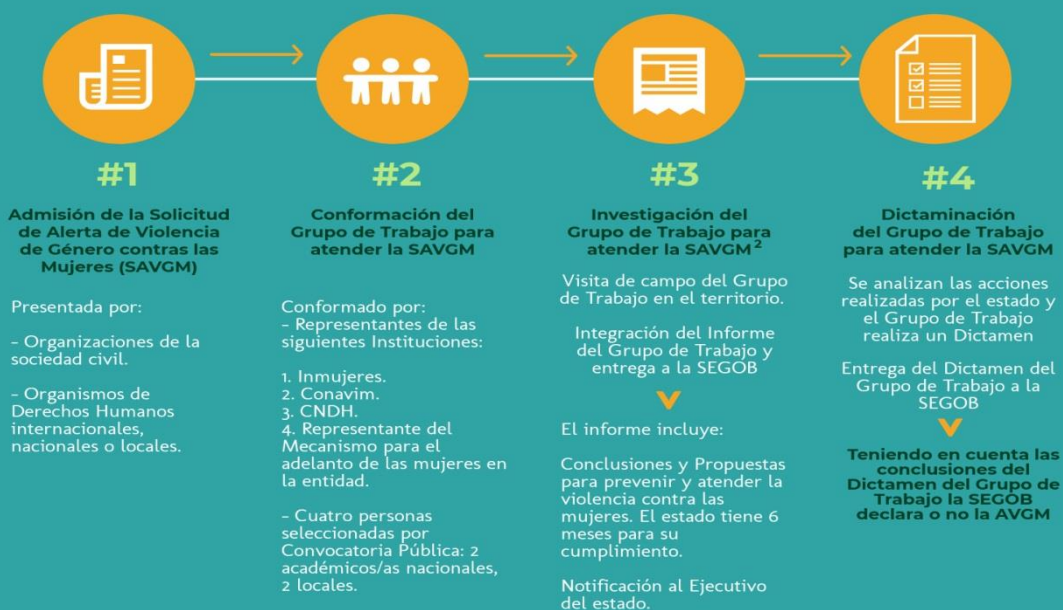 #1
Admisión de la Solicitud
de Alerta de Violencia
de Género contras las
Mujeres (SAVGM)
Presentada por:
- Organizaciones de la
sociedad civil.
- Organismos de
Derechos Humanos
internacionales,
nacionales o locales.
#2
Conformación del
Grupo de Trabajo para
atender la SAVGM
Conformado por:
- Representantes de las
siguientes Instituciones:
1. Inmujeres.
2. Conavim.
3. CNDH.
4. Representante del
Mecanismo para el
adelanto de las mujeres en
la entidad.
- Cuatro personas
seleccionadas por
Convocatoria Pública: 2
académicos/as nacionales,
2 locales.
#3
Investigación del
Grupo de Trabajo para
atender la SAVGM ²
Visita de campo del Grupo
de Trabajo en el territorio.
Integración del Informe
del Grupo de Trabajo y
entrega a la SEGOB
El informe incluye:
Conclusiones y Propuestas
para prevenir y atender la
violencia contra las
mujeres. El estado tiene 6
meses para su
cumplimiento.
Notificación al Ejecutivo
del estado.
#4
Dictaminación
del Grupo de Trabajo
para atender la SAVGM
Se analizan las acciones
realizadas por el estado y
el Grupo de Trabajo
realiza un Dictamen
Entrega del Dictamen del
Grupo de Trabajo a la
SEGOB
Teniendo en cuenta las
conclusiones del
Dictamen del Grupo de
Trabajo la SEGOB
declara o no la AVGM